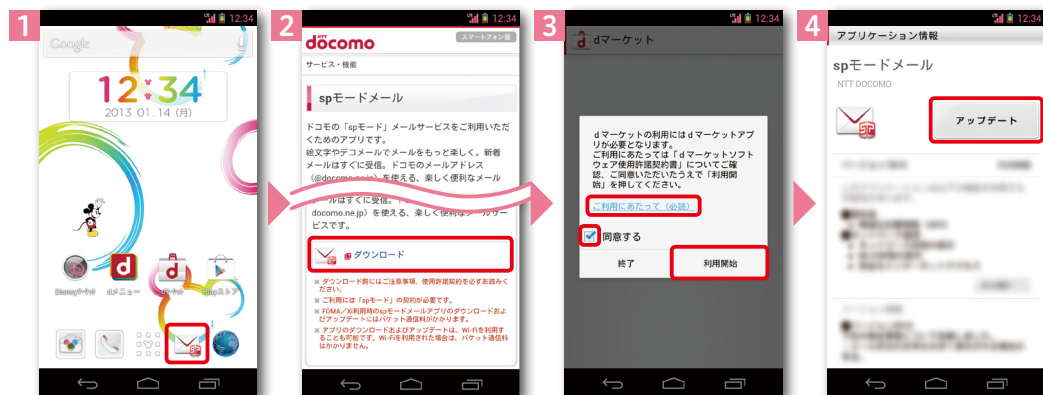 1
12:34
Google
12:34
2013.01.14 (月)
Disneyマーケット
dメニュー
dマーケット
Playストア
2
12:34
NTT
döcomo
スマートフォン版
サービス・機能
spモードメール
ドコモの「spモード」メールサービスをご利用いただ
くためのアプリです。
絵文字やデコメールでメールをもっと楽しく。新着
メールはすぐに受信。ドコモのメールアドレス
(@docomo.ne.jp)を使える、楽しく便利なメール
メールはすぐに受信。
docomo.ne.jp）を使える、楽しく便利なメールサー
ビスです。
ダウンロード
※ ダウンロード前にはご注意事項、使用許諾契約を必ずお読みく
ださい。
※ ご利用には「spモード」の契約が必要です。
※ FOMA／Xi利用時のspモードメールアプリのダウンロードおよ
びアップデートにはパケット通信料がかかります。
※ アプリのダウンロードおよびアップデートは、Wi-Fiを利用す
ることも可能です。Wi-Fiを利用された場合は、パケット通信料
はかかりません。
3
12:34
dマーケット
dマーケットの利用にはdマーケットアプ
リが必要となります。
ご利用にあたっては「dマーケットソフト
ウェア使用許諾契約書」についてご確
認、ご同意いただいたうえで「利用開
始」を押してください。
ご利用にあたって（必読）
同意する
終了
利用開始
4
12:34
アプリケーション情報
spモードメール
NTT DOCOMO
アップデート